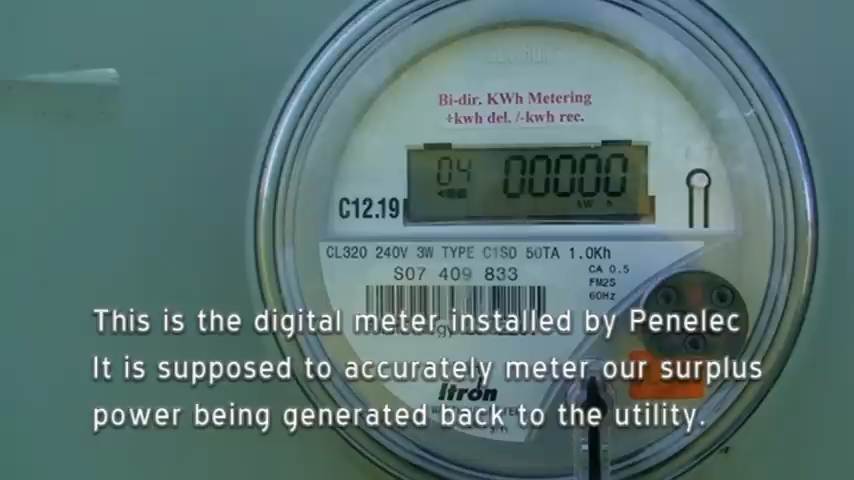 Bi-dir. KWh Metering
+kwh del. /-kwh rec.
04 00000
kW h
C12.19
CL320 240V 3W TYPE C1SD 50TA 1.0Kh
S07 409 833
CA 0.5
FM2S
60Hz
This is the digital meter installed by Penelec
It is supposed to accurately meter our surplus
Itron
power being generated back to the utility.